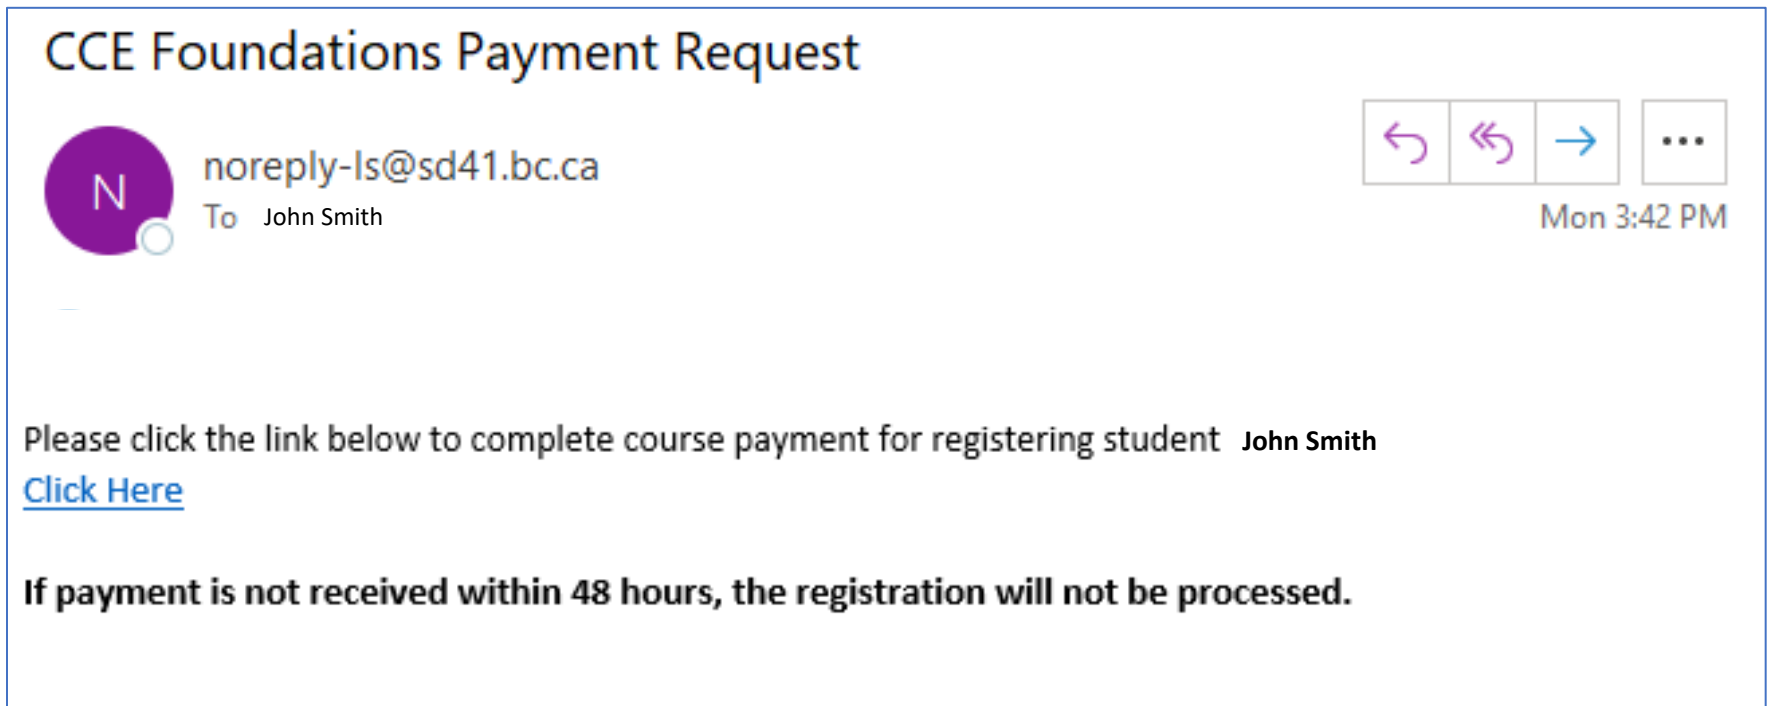 CCE Foundations Payment Request
N
noreply-ls@sd41.bc.ca
To John Smith
Mon 3:42 PM
Please click the link below to complete course payment for registering student John Smith
Click Here
If payment is not received within 48 hours, the registration will not be processed.